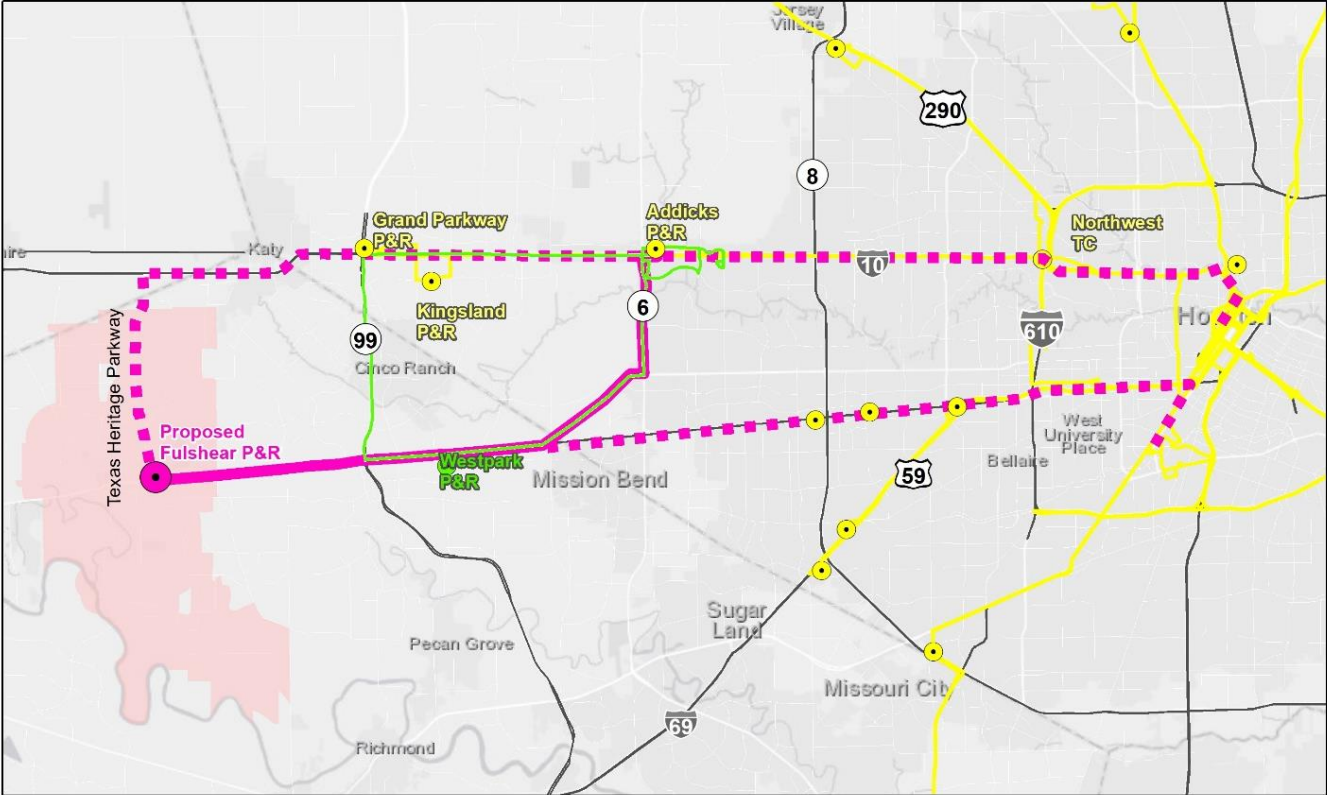 Jersey
Village
290
8
Grand Parkway
P&R
Addicks
P&R
Northwest
TC
Katy
10
Kingsland
P&R
6
99
610
Texas Heritage Parkway
Cinco Ranch
Proposed
Fulshear P&R
West
University
Place
Bellaire
Westpark
P&R
Mission Bend
59
Sugar
Land
Pecan Grove
Missouri City
69
Richmond